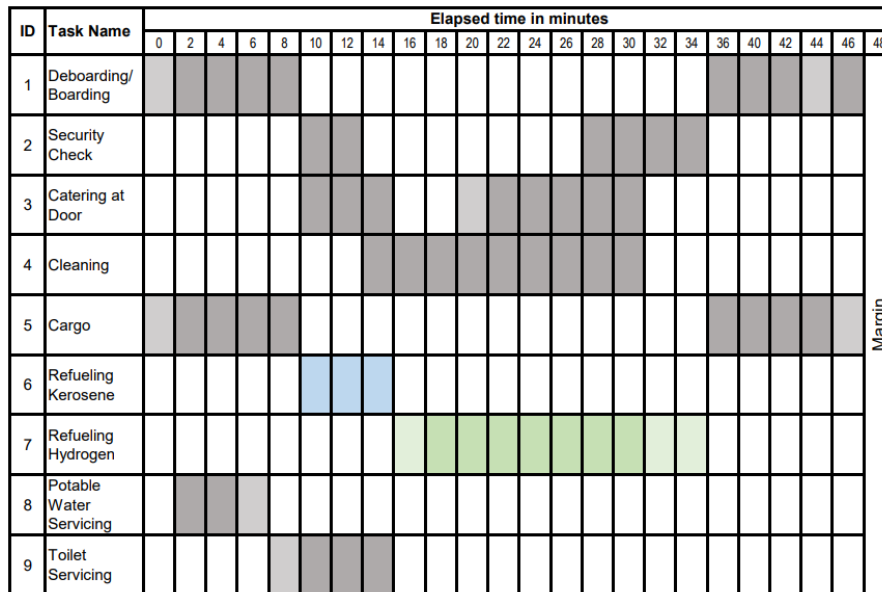 Elapsed time in minutes
ID Task Name
0 2 4 6 8 10 12 14 16 18 20 22 24 26 28 30 32 34 36 40 42 44 46 48
1 Deboarding/
Boarding
2 Security
Check
3 Catering at
Door
4 Cleaning
5 Cargo
Margin
6 Refueling
Kerosene
7 Refueling
Hydrogen
8 Potable
Water
Servicing
9 Toilet
Servicing